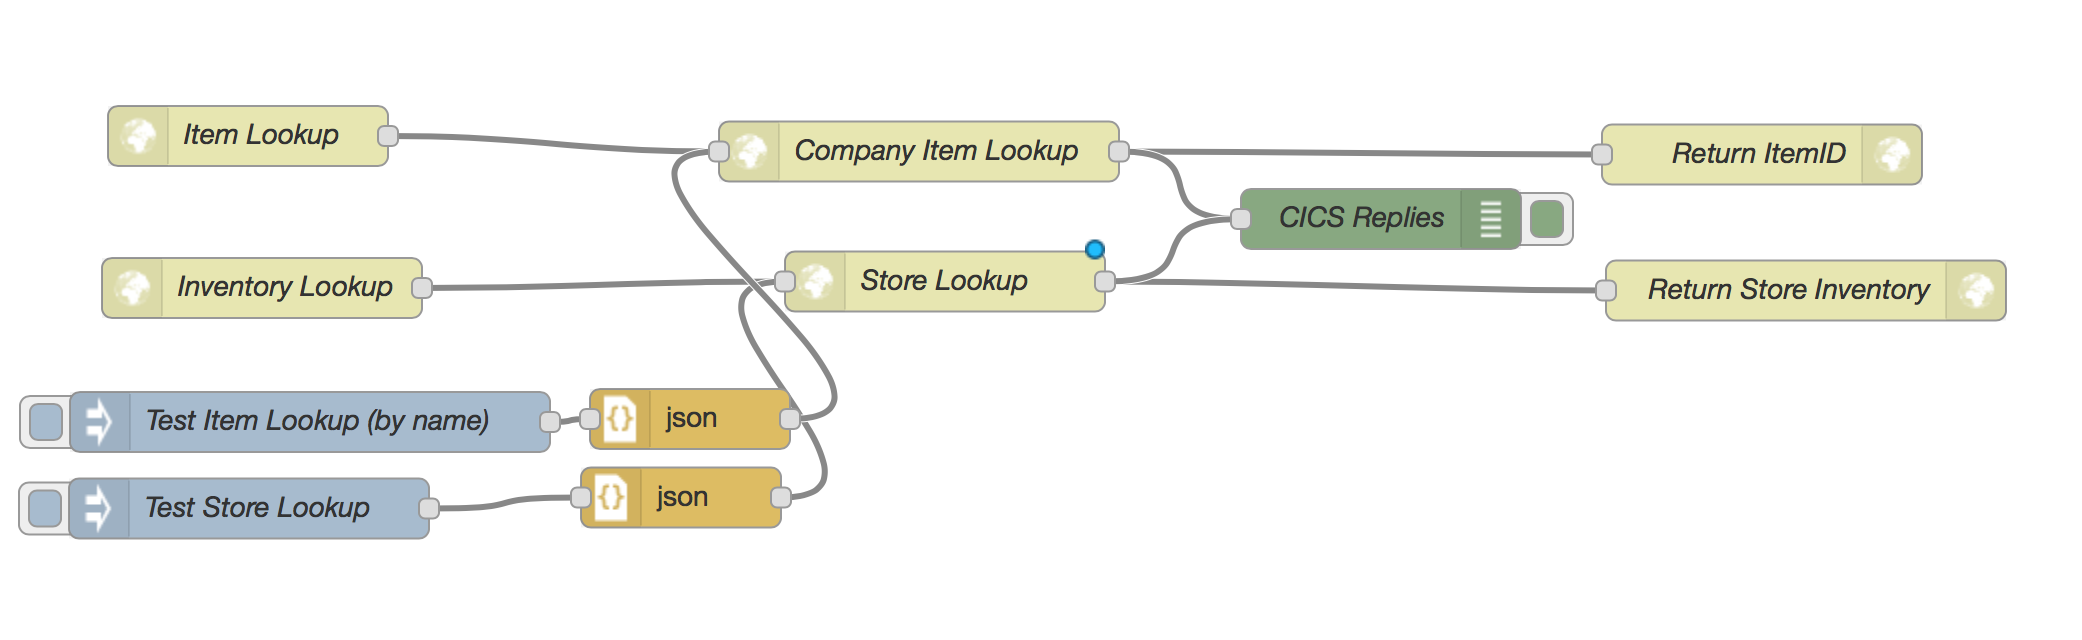 Item Lookup
Company Item Lookup
Return ItemID
CICS Replies
Inventory Lookup
Store Lookup
Return Store Inventory
Test Item Lookup (by name)
{} json
Test Store Lookup
{} json